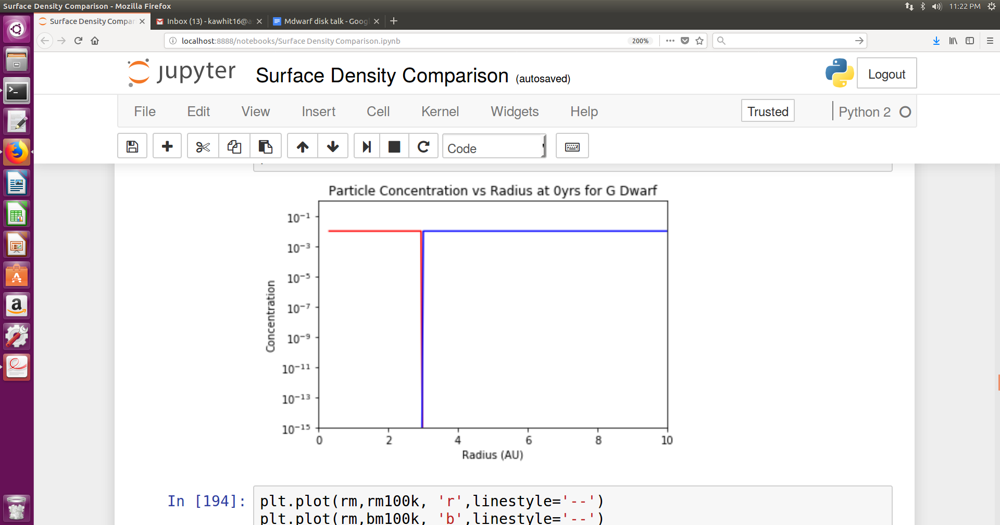 Surface Density Comparison - Mozilla Firefox
11:22 PM
Surface Density Compar
Inbox (13) - kawhit16@a
Mdwarf disk talk - Goog
localhost:8888/notebooks/Surface Density Comparison.ipynb
200%
jupyter
Surface Density Comparison (autosaved)
Logout
File Edit View Insert Cell Kernel Widgets Help
Trusted
Python 2
Code
Particle Concentration vs Radius at 0yrs for G Dwarf
10⁻¹
10⁻³
10⁻⁵
10⁻⁷
10⁻⁹
10⁻¹¹
10⁻¹³
10⁻¹⁵
Concentration
0 2 4 6 8 10
Radius (AU)
In [194]:
plt.plot(rm,rm100k, 'r',linestyle='--')
plt.plot(rm,bm100k, 'b',linestyle='--')